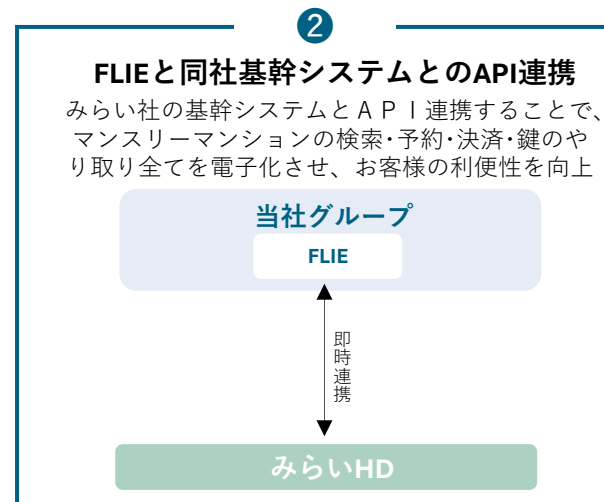 2
FLIEと同社基幹システムとのAPI連携
みらい社の基幹システムとＡＰＩ連携することで、
マンスリーマンションの検索･予約･決済･鍵のや
り取り全てを電子化させ、お客様の利便性を向上
当社グループ
FLIE
即時連携
みらいHD